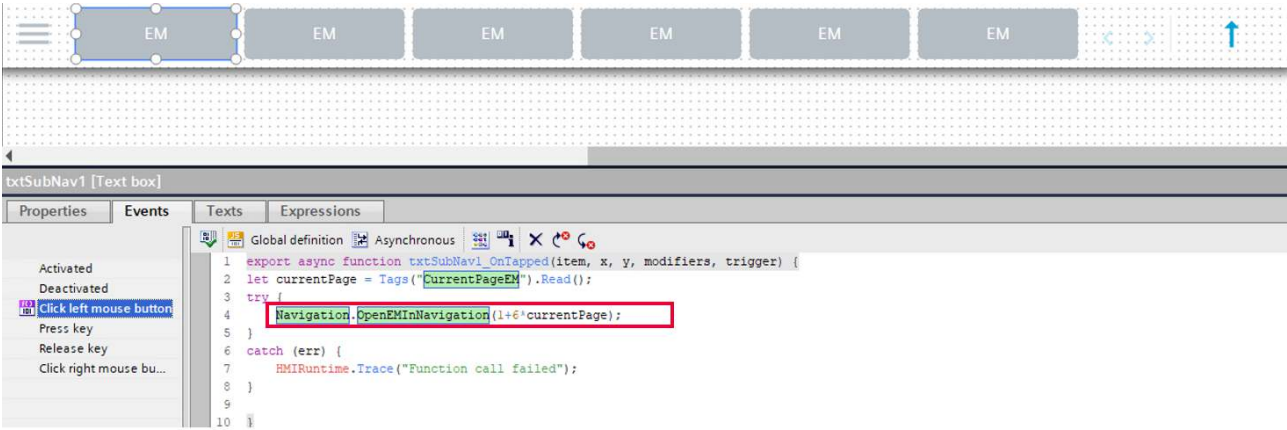 EM EM EM EM EM EM
txtSubNav1 [Text box]
Properties Events Texts Expressions
Global definition Asynchronous
Activated
Deactivated
Click left mouse button
Press key
Release key
Click right mouse bu...
1 export async function txtSubNav1_OnTapped(item, x, y, modifiers, trigger) {
2 let currentPage = Tags("CurrentPageEM").Read();
3 try {
4 Navigation.OpenEMInNavigation(1+6*currentPage);
5 }
6 catch (err) {
7 HMIRuntime.Trace("Function call failed");
8 }
9
10 }